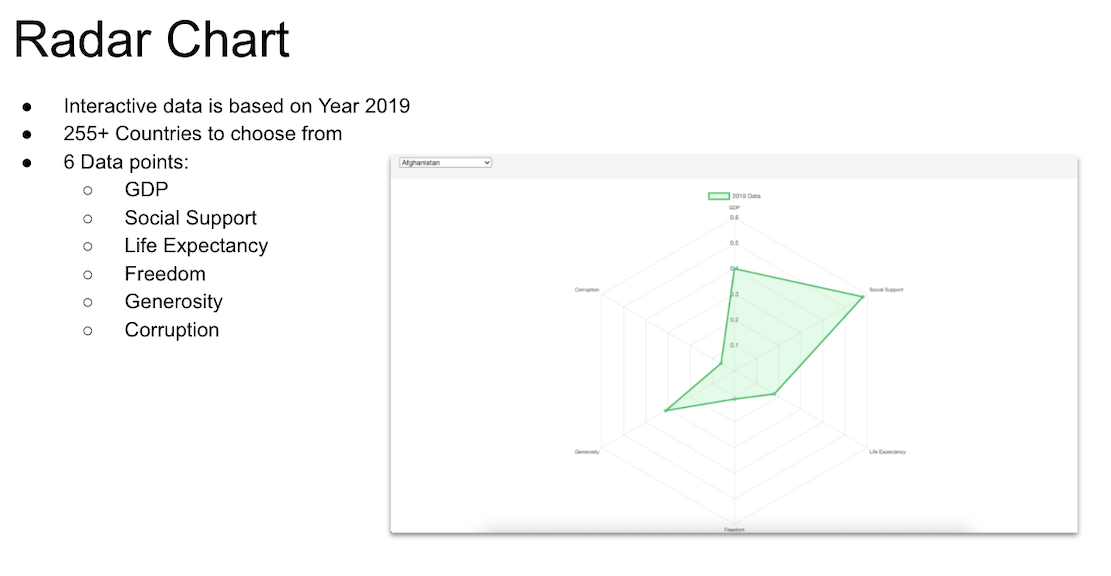 Radar Chart
● Interactive data is based on Year 2019
● 255+ Countries to choose from
● 6 Data points:
○ GDP
○ Social Support
○ Life Expectancy
○ Freedom
○ Generosity
○ Corruption
Afghanistan
2019 Data
GDP
0.6
0.5
0.4
0.3
0.2
0.1
Corruption
Social Support
Generosity
Life Expectancy
Freedom